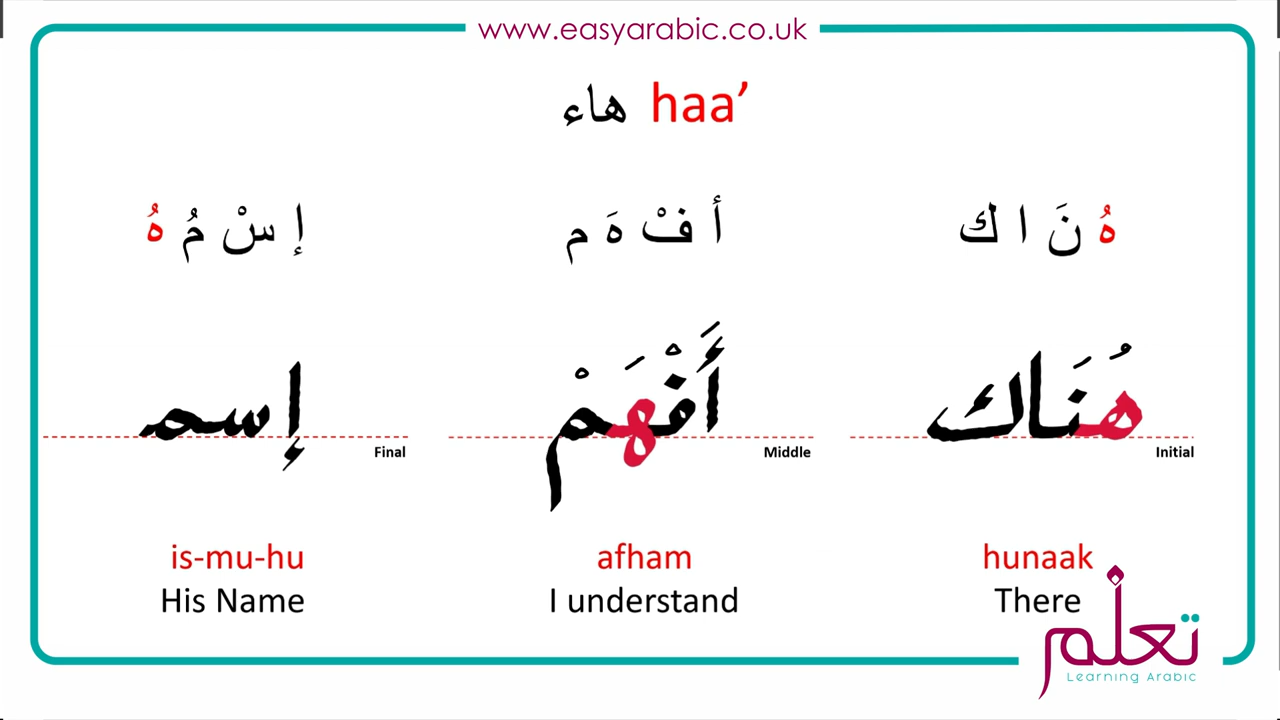 www.easyarabic.co.uk
هاء haa’
هُ نَ ا ك
أ فْ هَ م
إ سْ مُ هُ
هُنَاك
أَفْهَمْ
إسمـ
Initial
Middle
Final
hunaak
There
afham
I understand
is-mu-hu
His Name
تعلم
Learning Arabic